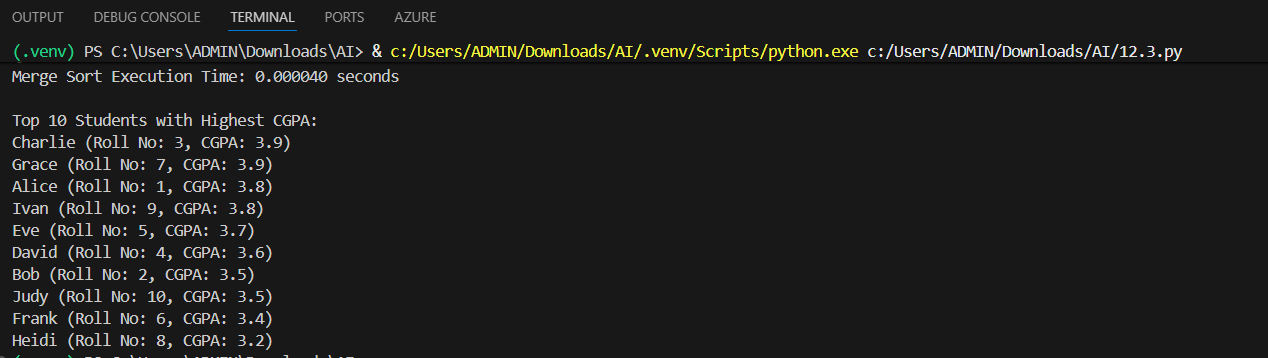 OUTPUT DEBUG CONSOLE TERMINAL PORTS AZURE
(.venv) PS C:\Users\ADMIN\Downloads\AI> & c:/Users/ADMIN/Downloads/AI/.venv/Scripts/python.exe c:/Users/ADMIN/Downloads/AI/12.3.py
Merge Sort Execution Time: 0.000040 seconds
Top 10 Students with Highest CGPA:
Charlie (Roll No: 3, CGPA: 3.9)
Grace (Roll No: 7, CGPA: 3.9)
Alice (Roll No: 1, CGPA: 3.8)
Ivan (Roll No: 9, CGPA: 3.8)
Eve (Roll No: 5, CGPA: 3.7)
David (Roll No: 4, CGPA: 3.6)
Bob (Roll No: 2, CGPA: 3.5)
Judy (Roll No: 10, CGPA: 3.5)
Frank (Roll No: 6, CGPA: 3.4)
Heidi (Roll No: 8, CGPA: 3.2)